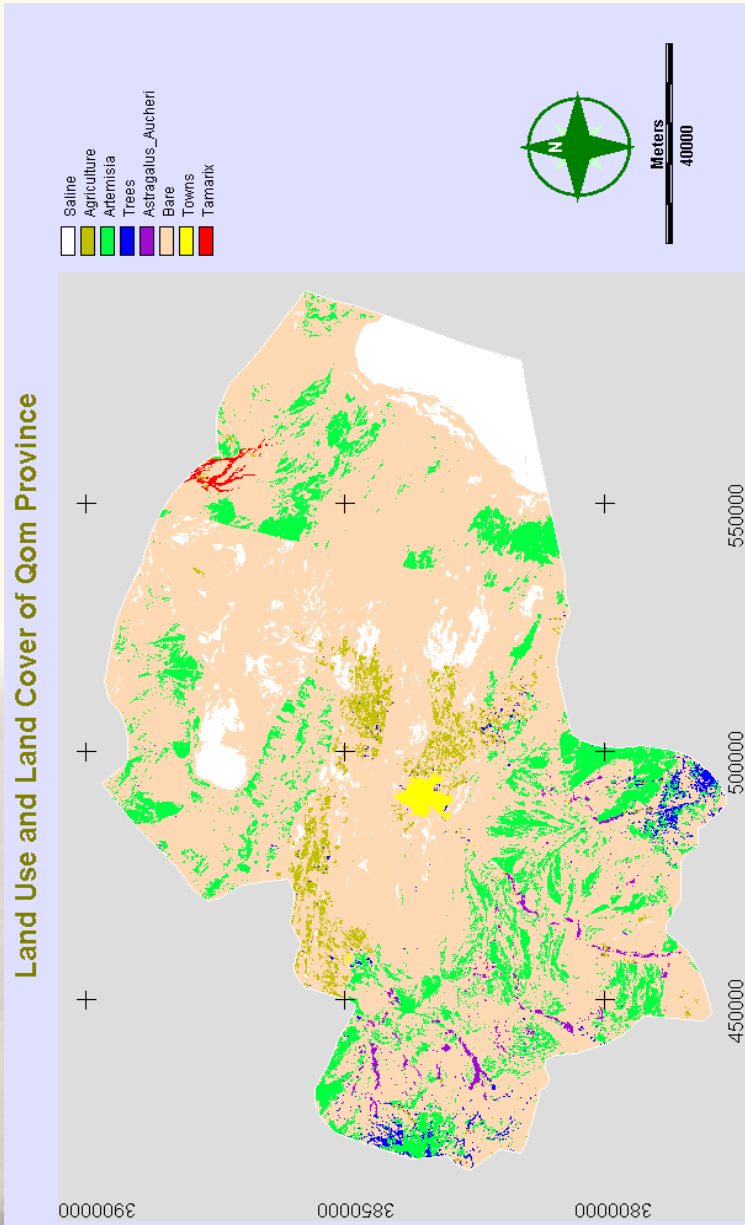 Land Use and Land Cover of Qom Province
Saline
Agriculture
Artemisia
Trees
Astragalus_Aucheri
Bare
Towns
Tamarix
N
Meters
40000
3900000
3850000
3800000
450000
500000
550000